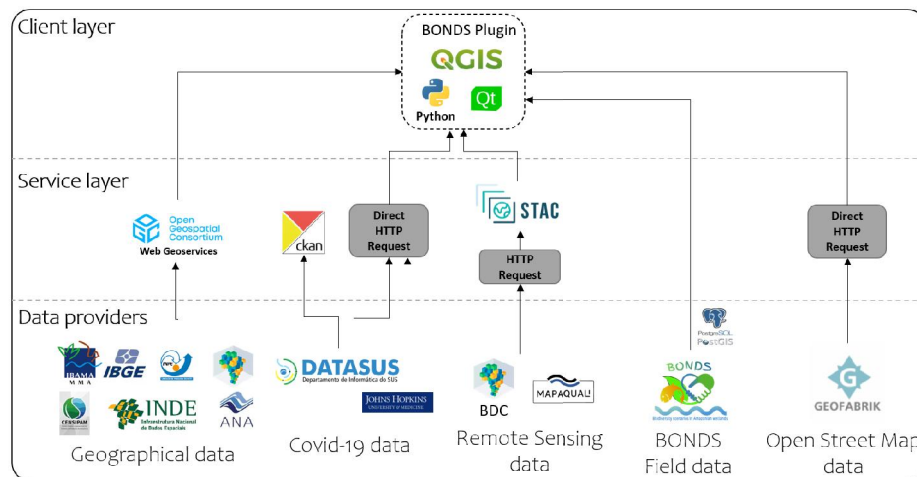 Client layer
BONDS Plugin
QGIS
Python
Qt
Service layer
Open
Geospatial
Consortium
Web Geoservices
ckan
Direct
HTTP
Request
STAC
HTTP
Request
Direct
HTTP
Request
Data providers
IBAMA
M M A
IBGE
INDE
Infraestrutura Nacional
de Dados Espaciais
ANA
Geographical data
DATASUS
Departamento de Informática do SUS
JOHNS HOPKINS
UNIVERSITY & MEDICINE
Covid-19 data
BDC
MAPAQUALI
Remote Sensing
data
PostgreSQL
PostGIS
BONDS
BONDS
Field data
GEOFABRIK
Open Street Map
data